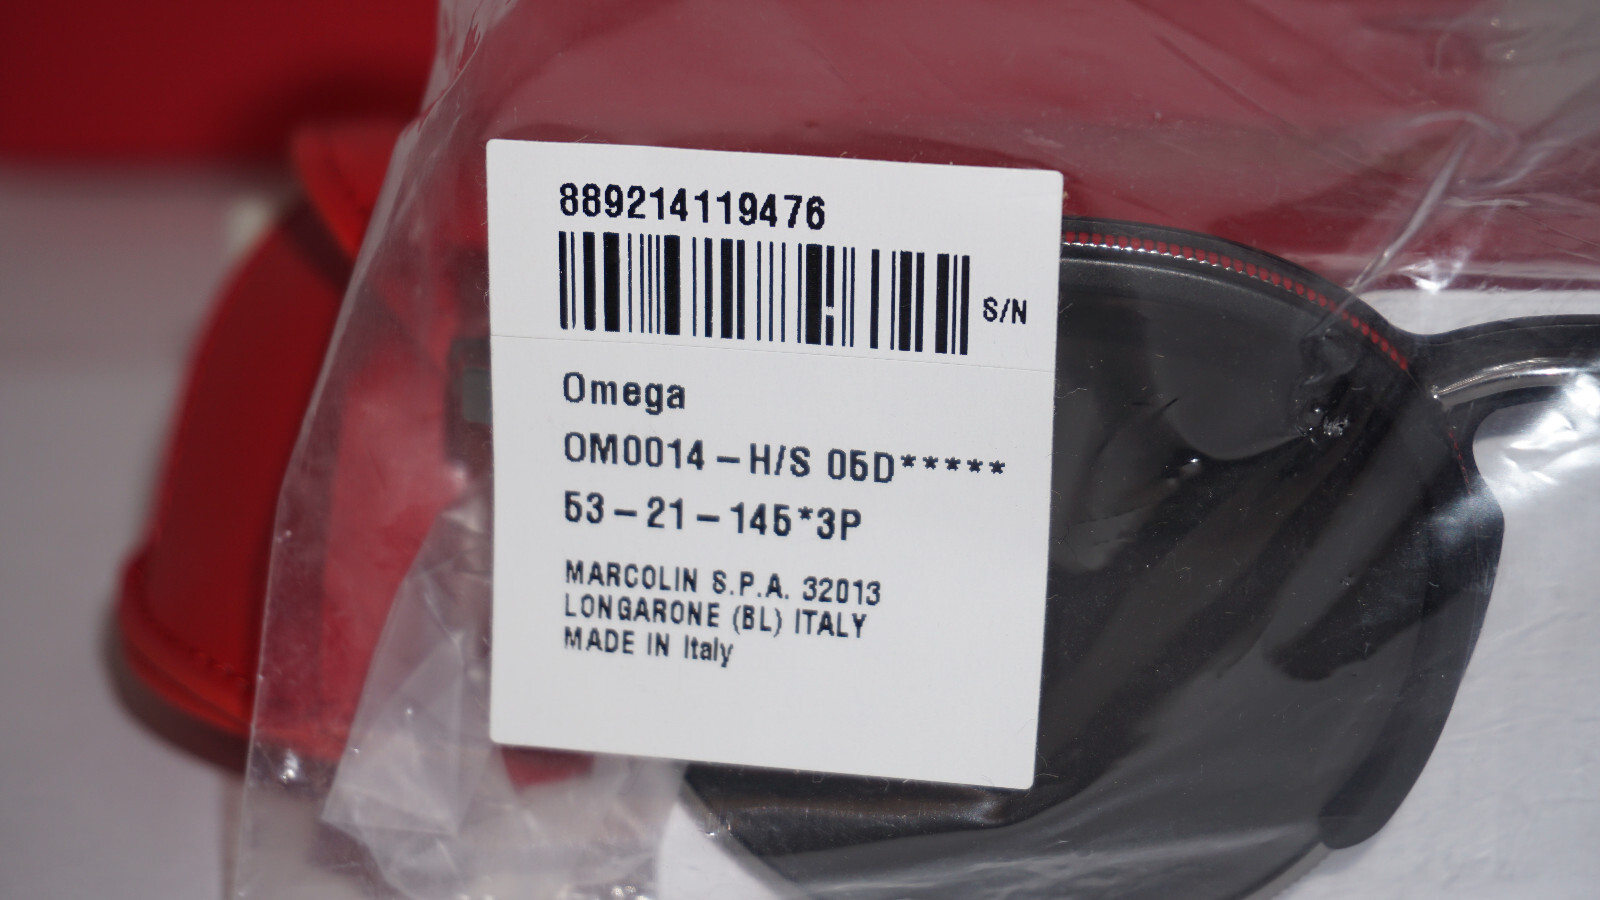 889214119476
S/N
Omega
OM0014-H/S 05D*****
53-21-145*3P
MARCOLIN S.P.A. 32013
LONGARONE (BL) ITALY
MADE IN Italy